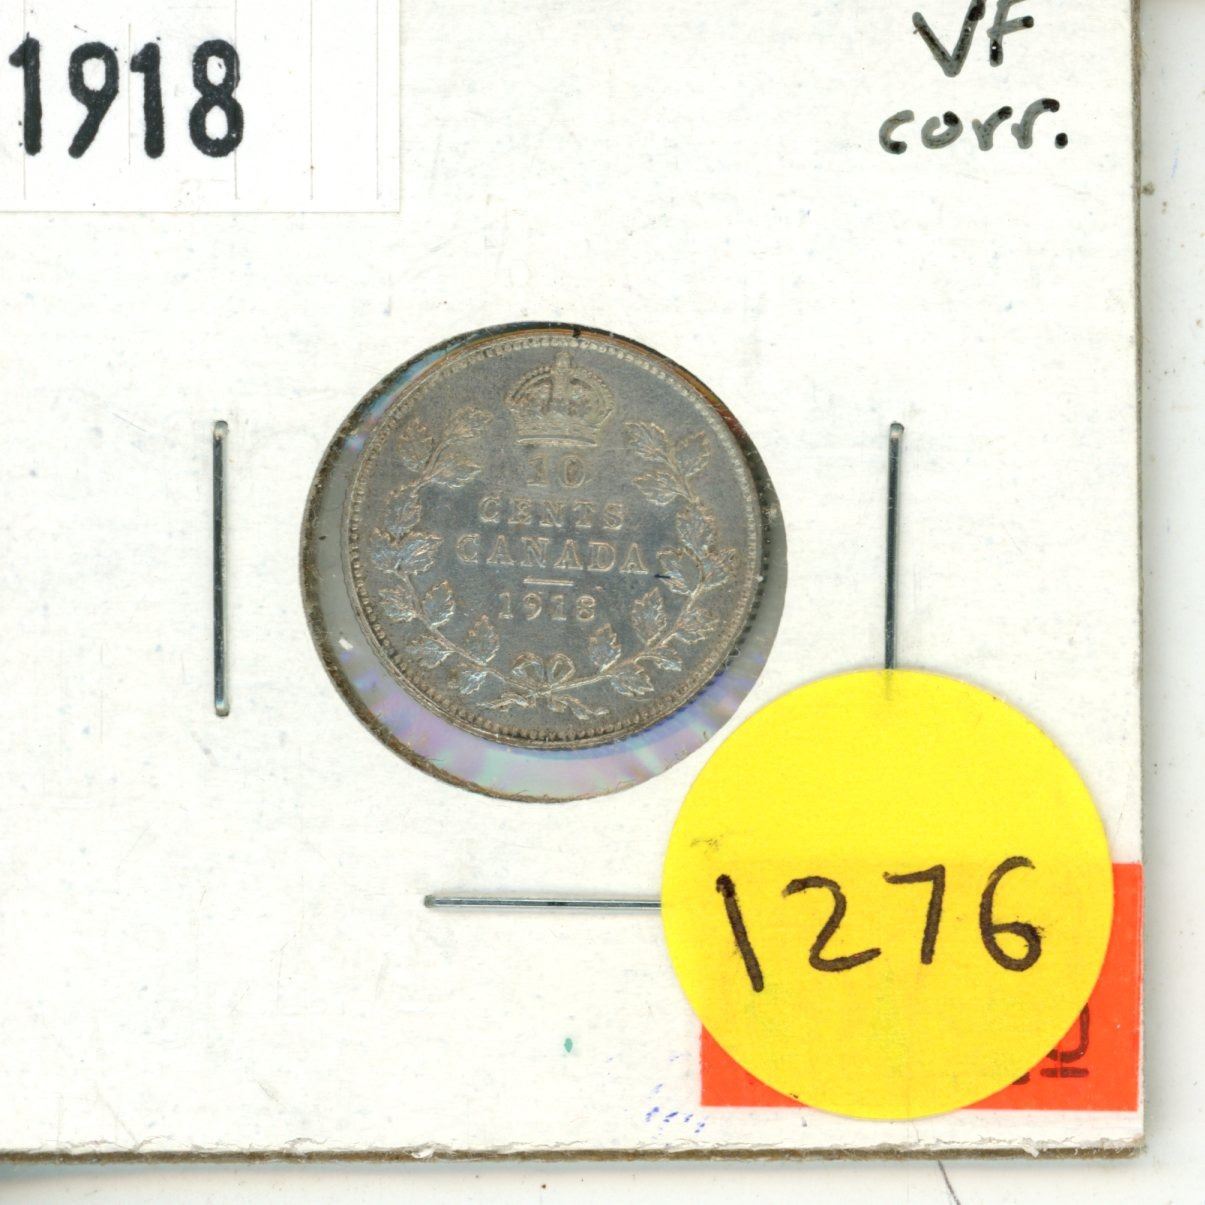 1918
VF
corr.
10
CENTS
CANADA
1918
1276